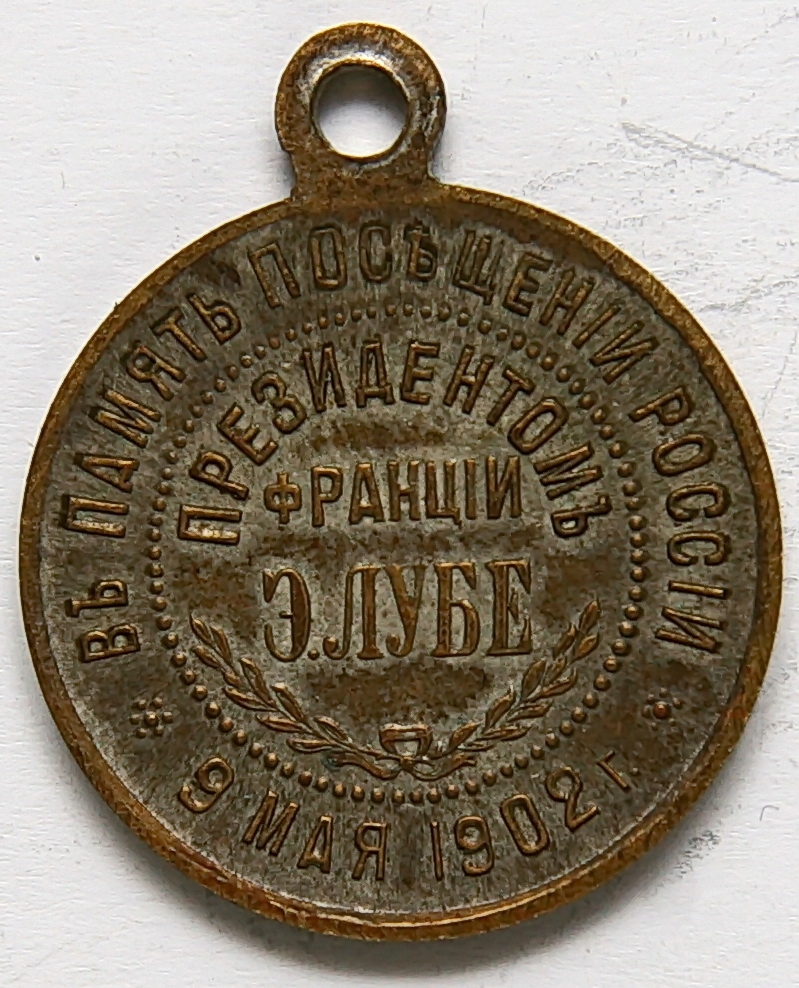 ВЪ ПАМЯТЬ ПОСѢЩЕНІИ РОССІИ
ПРЕЗИДЕНТОМЪ
ФРАНЦІИ
Э.ЛУБЕ
9 МАЯ 1902 г.